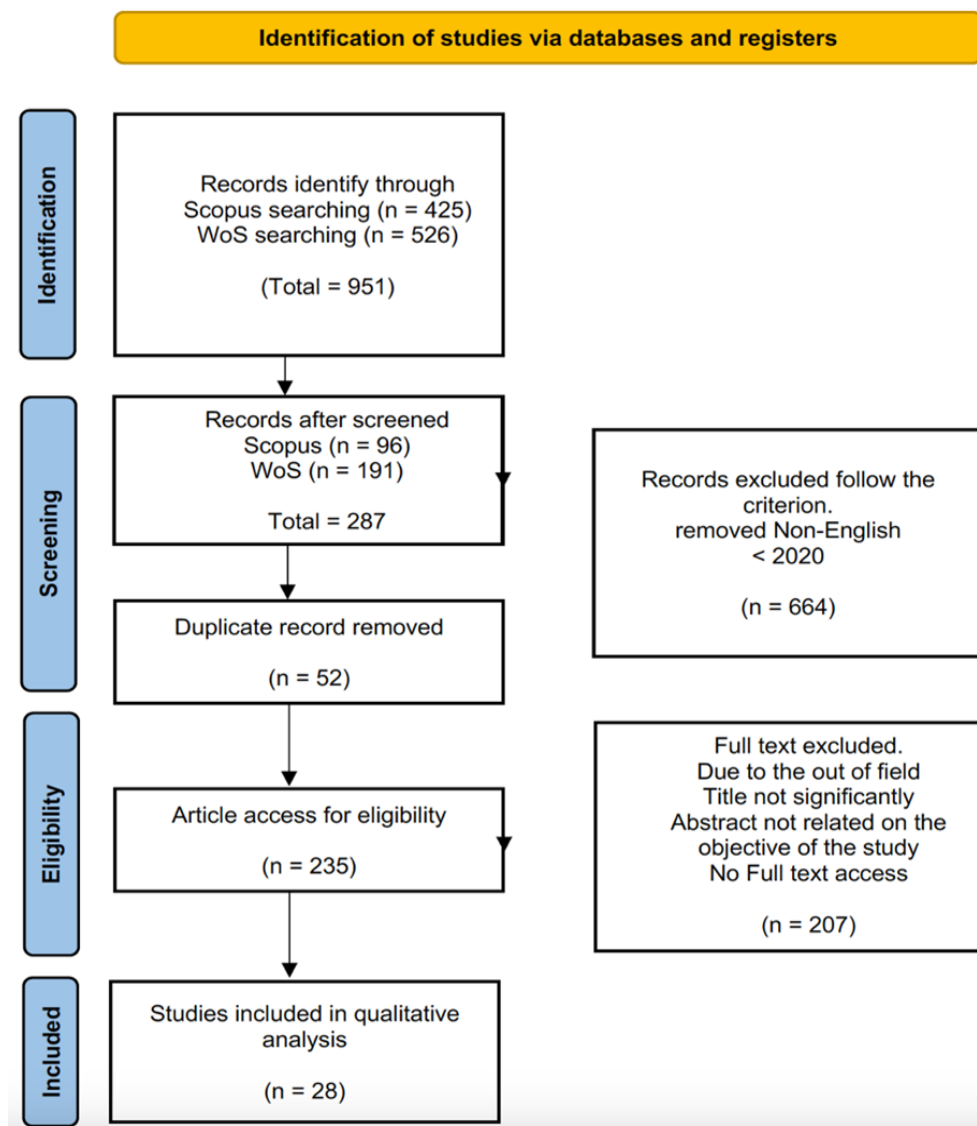 Identification of studies via databases and registers
Identification
Records identify through
Scopus searching (n = 425)
WoS searching (n = 526)
(Total = 951)
Screening
Records after screened
Scopus (n = 96)
WoS (n = 191)
Total = 287
Records excluded follow the
criterion.
removed Non-English
< 2020
(n = 664)
Duplicate record removed
(n = 52)
Eligibility
Article access for eligibility
(n = 235)
Full text excluded.
Due to the out of field
Title not significantly
Abstract not related on the
objective of the study
No Full text access
(n = 207)
Included
Studies included in qualitative
analysis
(n = 28)